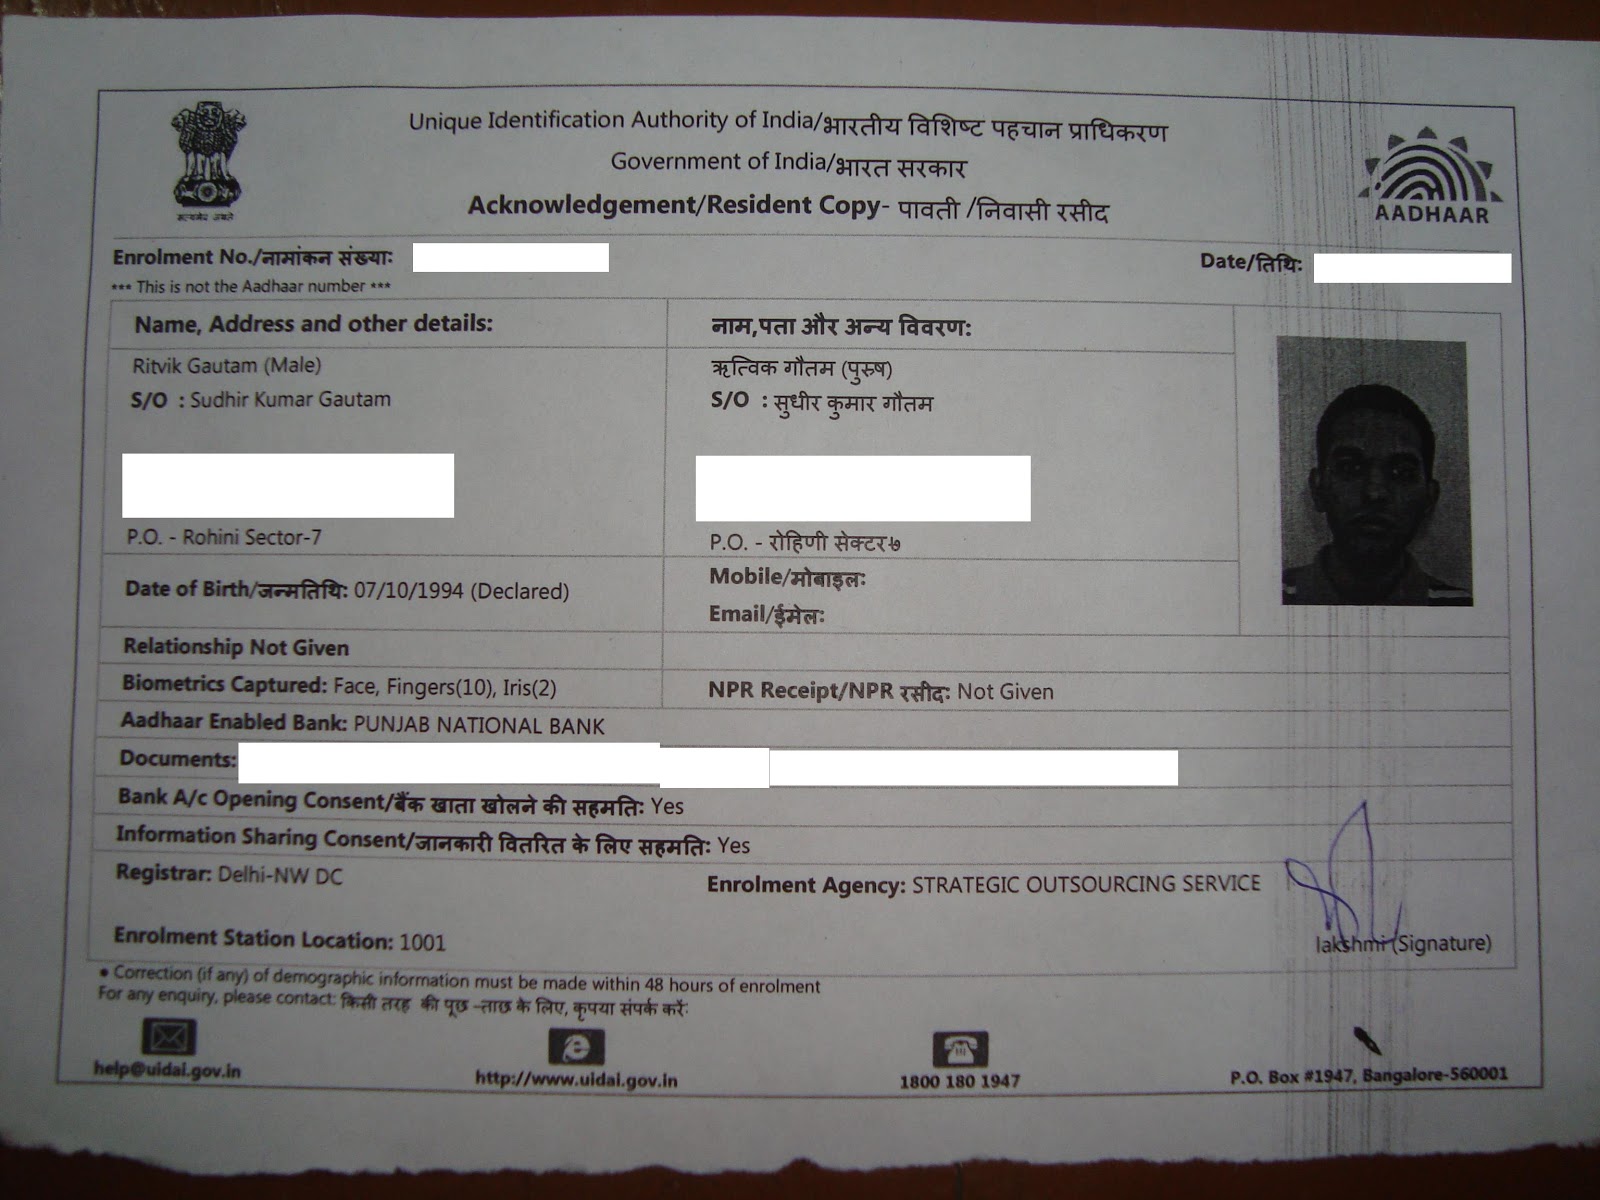 Unique Identification Authority of India/भारतीय विशिष्ट पहचान प्राधिकरण
Government of India/भारत सरकार
Acknowledgement/Resident Copy- पावती /निवासी रसीद
सत्यमेव जयते
AADHAAR
Enrolment No./नामांकन संख्या:
Date/तिथि:
*** This is not the Aadhaar number ***
Name, Address and other details:
नाम,पता और अन्य विवरण:
Ritvik Gautam (Male)
ऋत्विक गौतम (पुरुष)
S/O : Sudhir Kumar Gautam
S/O : सुधीर कुमार गौतम
P.O. - Rohini Sector-7
P.O. - रोहिणी सेक्टर-७
Date of Birth/जन्मतिथि: 07/10/1994 (Declared)
Mobile/मोबाइल:
Email/ईमेल:
Relationship Not Given
Biometrics Captured: Face, Fingers(10), Iris(2)
NPR Receipt/NPR रसीद: Not Given
Aadhaar Enabled Bank: PUNJAB NATIONAL BANK
Documents:
Bank A/c Opening Consent/बैंक खाता खोलने की सहमति: Yes
Information Sharing Consent/जानकारी वितरित के लिए सहमति: Yes
Registrar: Delhi-NW DC
Enrolment Agency: STRATEGIC OUTSOURCING SERVICE
Enrolment Station Location: 1001
lakshmi (Signature)
● Correction (if any) of demographic information must be made within 48 hours of enrolment
For any enquiry, please contact: किसी तरह की पूछ -ताछ के लिए, कृपया संपर्क करें:
help@uidai.gov.in
http://www.uidai.gov.in
1800 180 1947
P.O. Box #1947, Bangalore-560001